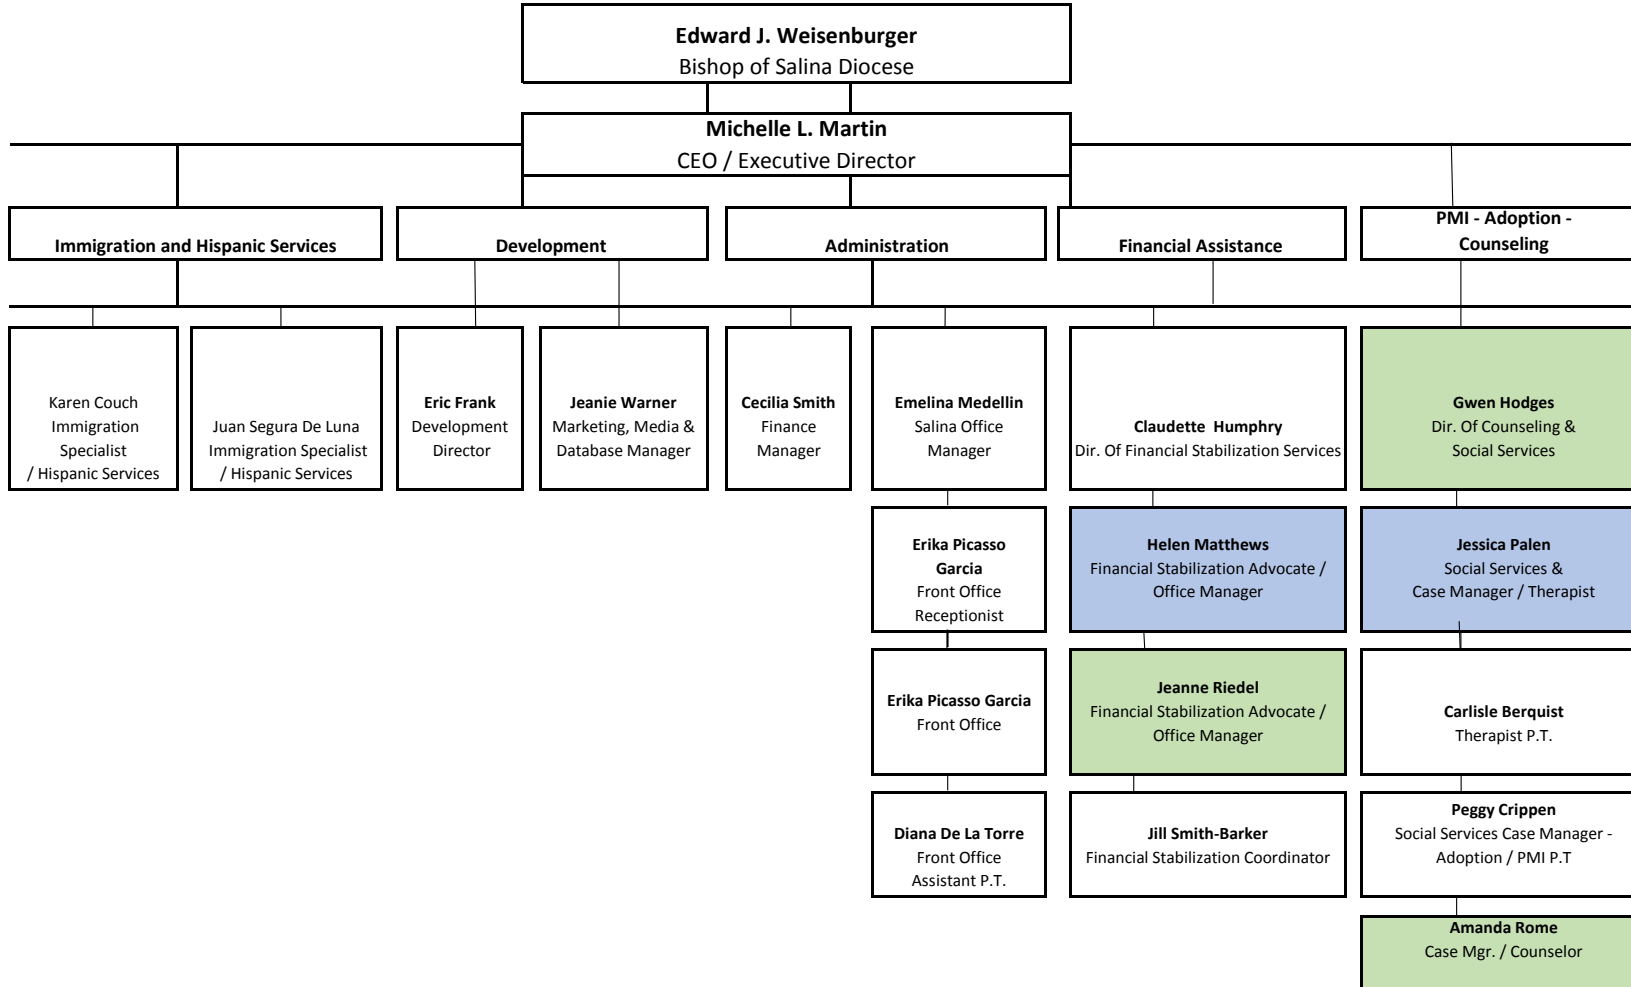 Edward J. Weisenburger
Bishop of Salina Diocese
Michelle L. Martin
CEO / Executive Director
Immigration and Hispanic Services
Development
Administration
Financial Assistance
PMI - Adoption -
Counseling
Karen Couch
Immigration
Specialist
/ Hispanic Services
Juan Segura De Luna
Immigration Specialist
/ Hispanic Services
Eric Frank
Development
Director
Jeanie Warner
Marketing, Media &
Database Manager
Cecilia Smith
Finance
Manager
Emelina Medellin
Salina Office
Manager
Claudette  Humphry
Dir. Of Financial Stabilization Services
Gwen Hodges
Dir. Of Counseling &
Social Services
Erika Picasso
Garcia
Front Office
Receptionist
Helen Matthews
Financial Stabilization Advocate /
Office Manager
Jessica Palen
Social Services &
Case Manager / Therapist
Erika Picasso Garcia
Front Office
Jeanne Riedel
Financial Stabilization Advocate /
Office Manager
Carlisle Berquist
Therapist P.T.
Diana De La Torre
Front Office
Assistant P.T.
Jill Smith-Barker
Financial Stabilization Coordinator
Peggy Crippen
Social Services Case Manager -
Adoption / PMI P.T
Amanda Rome
Case Mgr. / Counselor